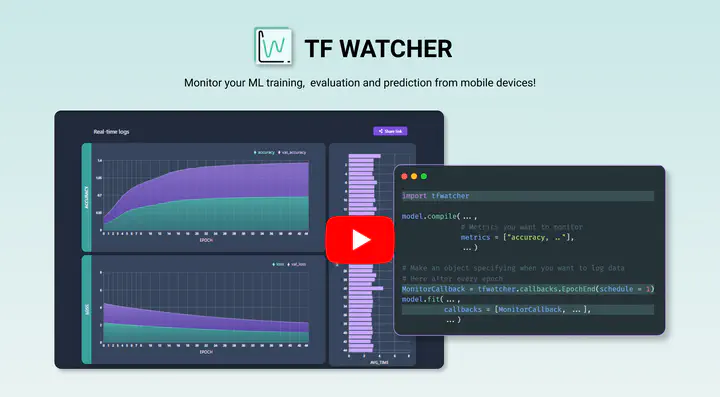 TF WATCHER
Monitor your ML training, evaluation and prediction from mobile devices!
Real-time logs
Share link
accuracy val_accuracy
ACCURACY
EPOCH
loss val_loss
LOSS
EPOCH
AVG_TIME
import tfwatcher
model.compile(...,
# Metrics you want to monitor
metrics = ["accuracy, .."],
...)
# Make an object specifying when you want to log data
# Here after every epoch
MonitorCallback = tfwatcher.callbacks.EpochEnd(schedule = 1)
model.fit(...,
callbacks = [MonitorCallback, ...],
...)